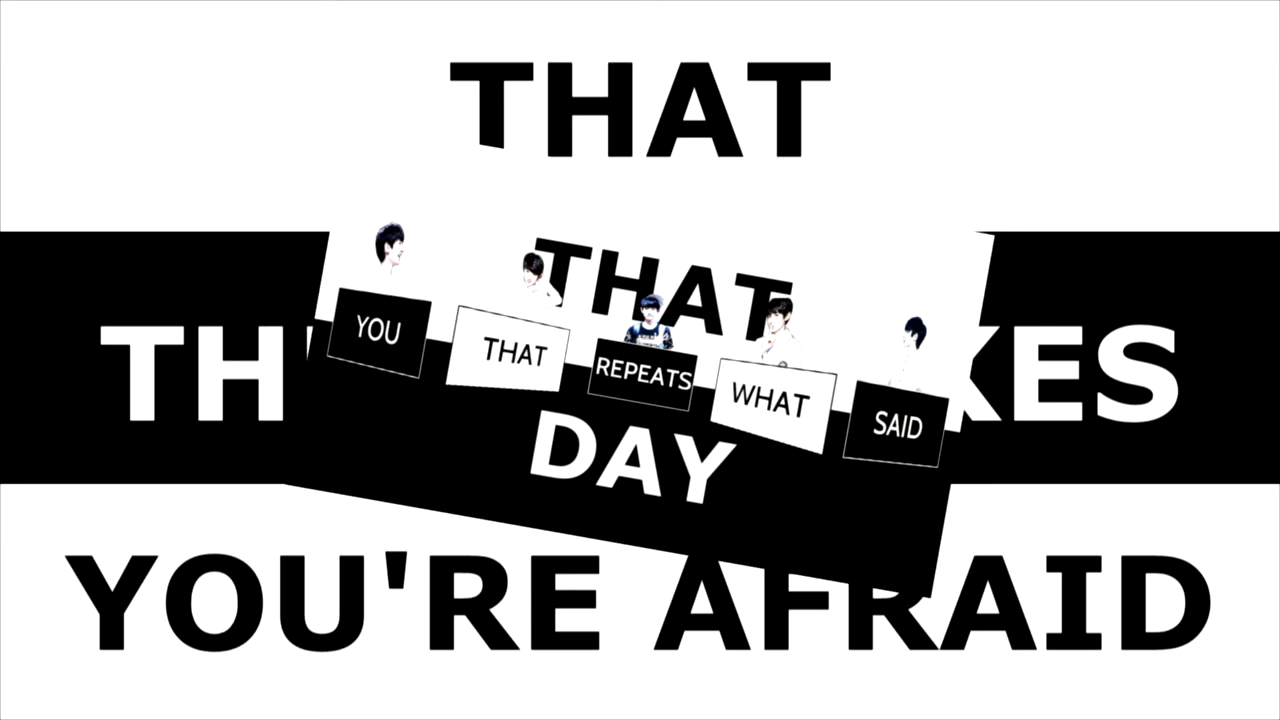 THAT
THAT
YOU THAT REPEATS WHAT SAID
DAY
YOU'RE AFRAID